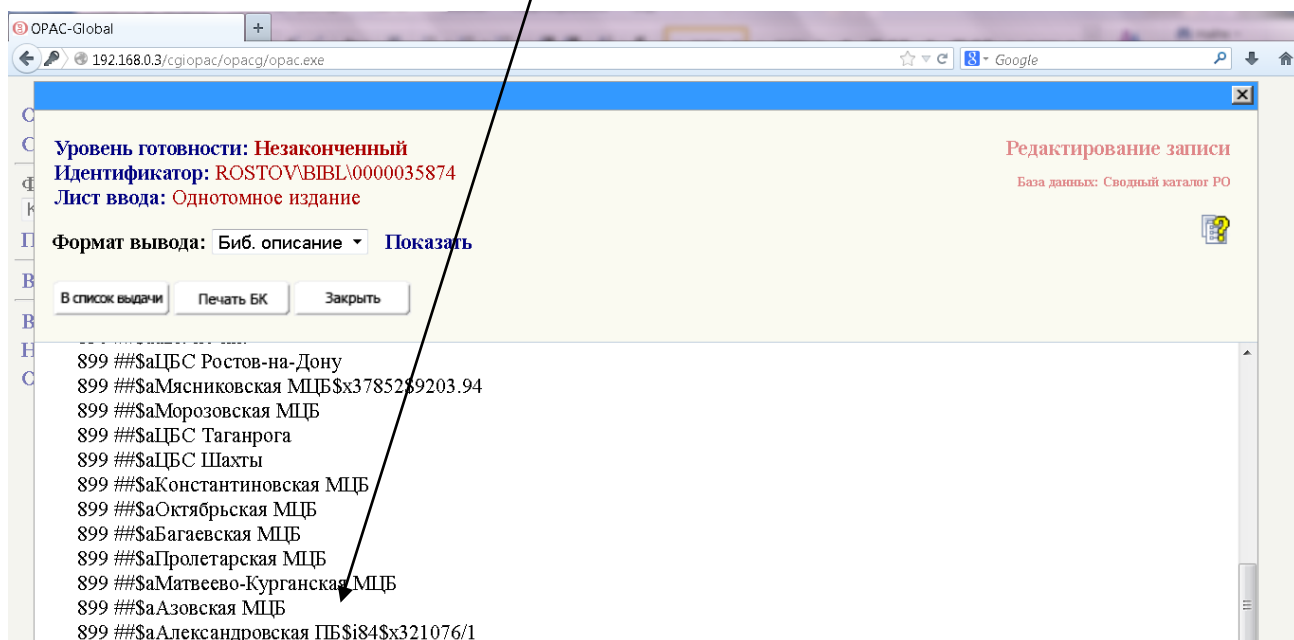 OPAC-Global +
192.168.0.3/cgiopac/opacg/opac.exe Google
Уровень готовности: Незаконченный Редактирование записи
Идентификатор: ROSTOV\BIBL\0000035874 База данных: Сводный каталог РО
Лист ввода: Однотомное издание
Формат вывода: Биб. описание Показать
В список выдачи Печать БК Закрыть
899 ##$aЦБС Ростов-на-Дону
899 ##$aМясниковская МЦБ$x37852$9203.94
899 ##$aМорозовская МЦБ
899 ##$aЦБС Таганрога
899 ##$aЦБС Шахты
899 ##$aКонстантиновская МЦБ
899 ##$aОктябрьская МЦБ
899 ##$aБагаевская МЦБ
899 ##$aПролетарская МЦБ
899 ##$aМатвеево-Курганская МЦБ
899 ##$aАзовская МЦБ
899 ##$aАлександровская ПБ$i84$x321076/1